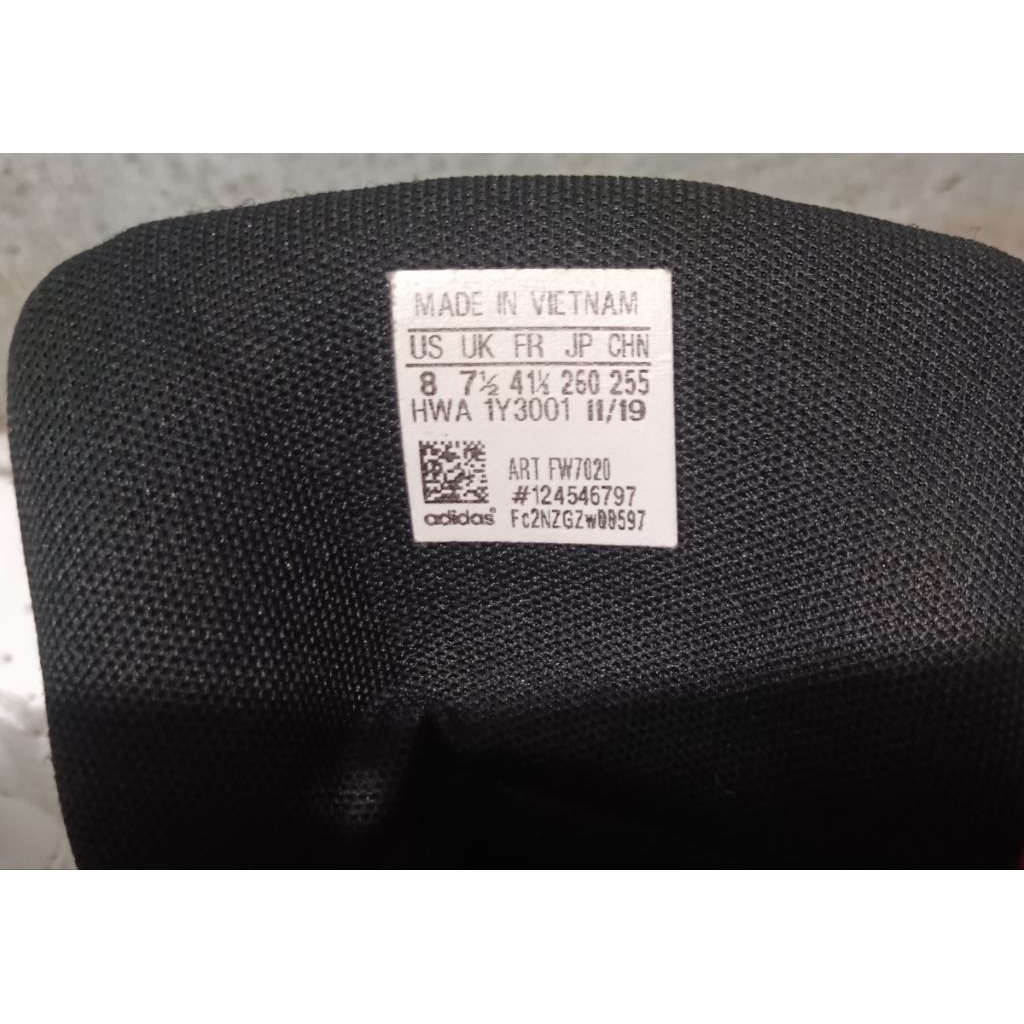 MADE IN VIETNAM
US UK FR JP CHN
8 7½ 41⅓ 260 255
HWA 1Y3001 11/19
ART FW7020
#124546797
adidas® Fc2NZGZw00597